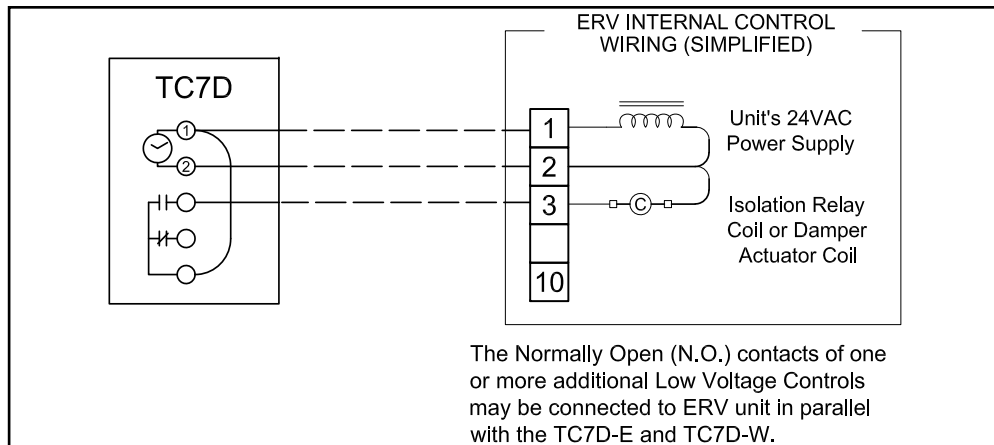 ERV INTERNAL CONTROL
WIRING (SIMPLIFIED)
TC7D
1
2
1
2
3
10
Unit's 24VAC
Power Supply
C
Isolation Relay
Coil or Damper
Actuator Coil
The Normally Open (N.O.) contacts of one
or more additional Low Voltage Controls
may be connected to ERV unit in parallel
with the TC7D-E and TC7D-W.